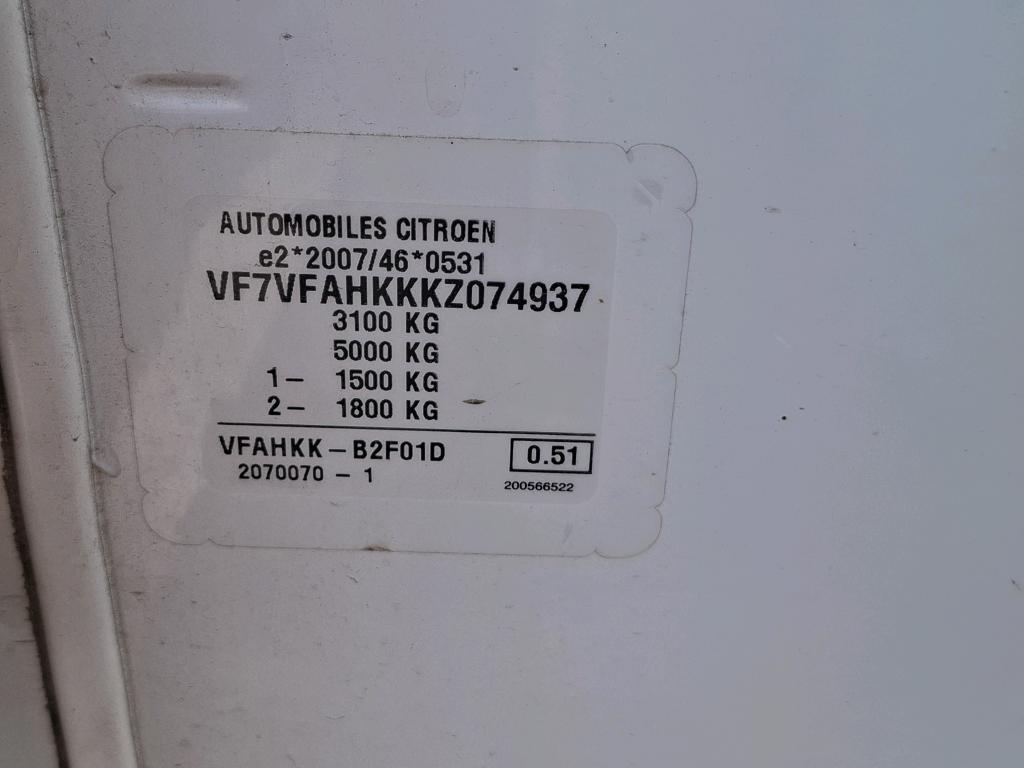 AUTOMOBILES CITROEN
e2*2007/46*0531
VF7VFAHKKKZ074937
3100 KG
5000 KG
1- 1500 KG
2- 1800 KG
VFAHKK-B2F01D 0.51
2070070 - 1 200566522